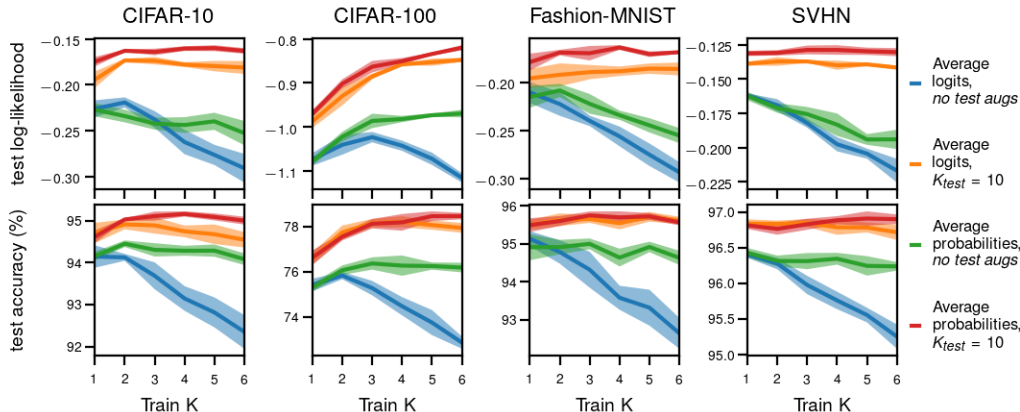 CIFAR-10 CIFAR-100 Fashion-MNIST SVHN
test log-likelihood
−0.15
−0.20
−0.25
−0.30
−0.8
−0.9
−1.0
−1.1
−0.20
−0.25
−0.30
−0.125
−0.150
−0.175
−0.200
−0.225
test accuracy (%)
95
94
93
92
78
76
74
96
95
94
93
97.0
96.5
96.0
95.5
95.0
1 2 3 4 5 6
1 2 3 4 5 6
1 2 3 4 5 6
1 2 3 4 5 6
Train K Train K Train K Train K
Average
logits,
no test augs
Average
logits,
K_test = 10
Average
probabilities,
no test augs
Average
probabilities,
K_test = 10